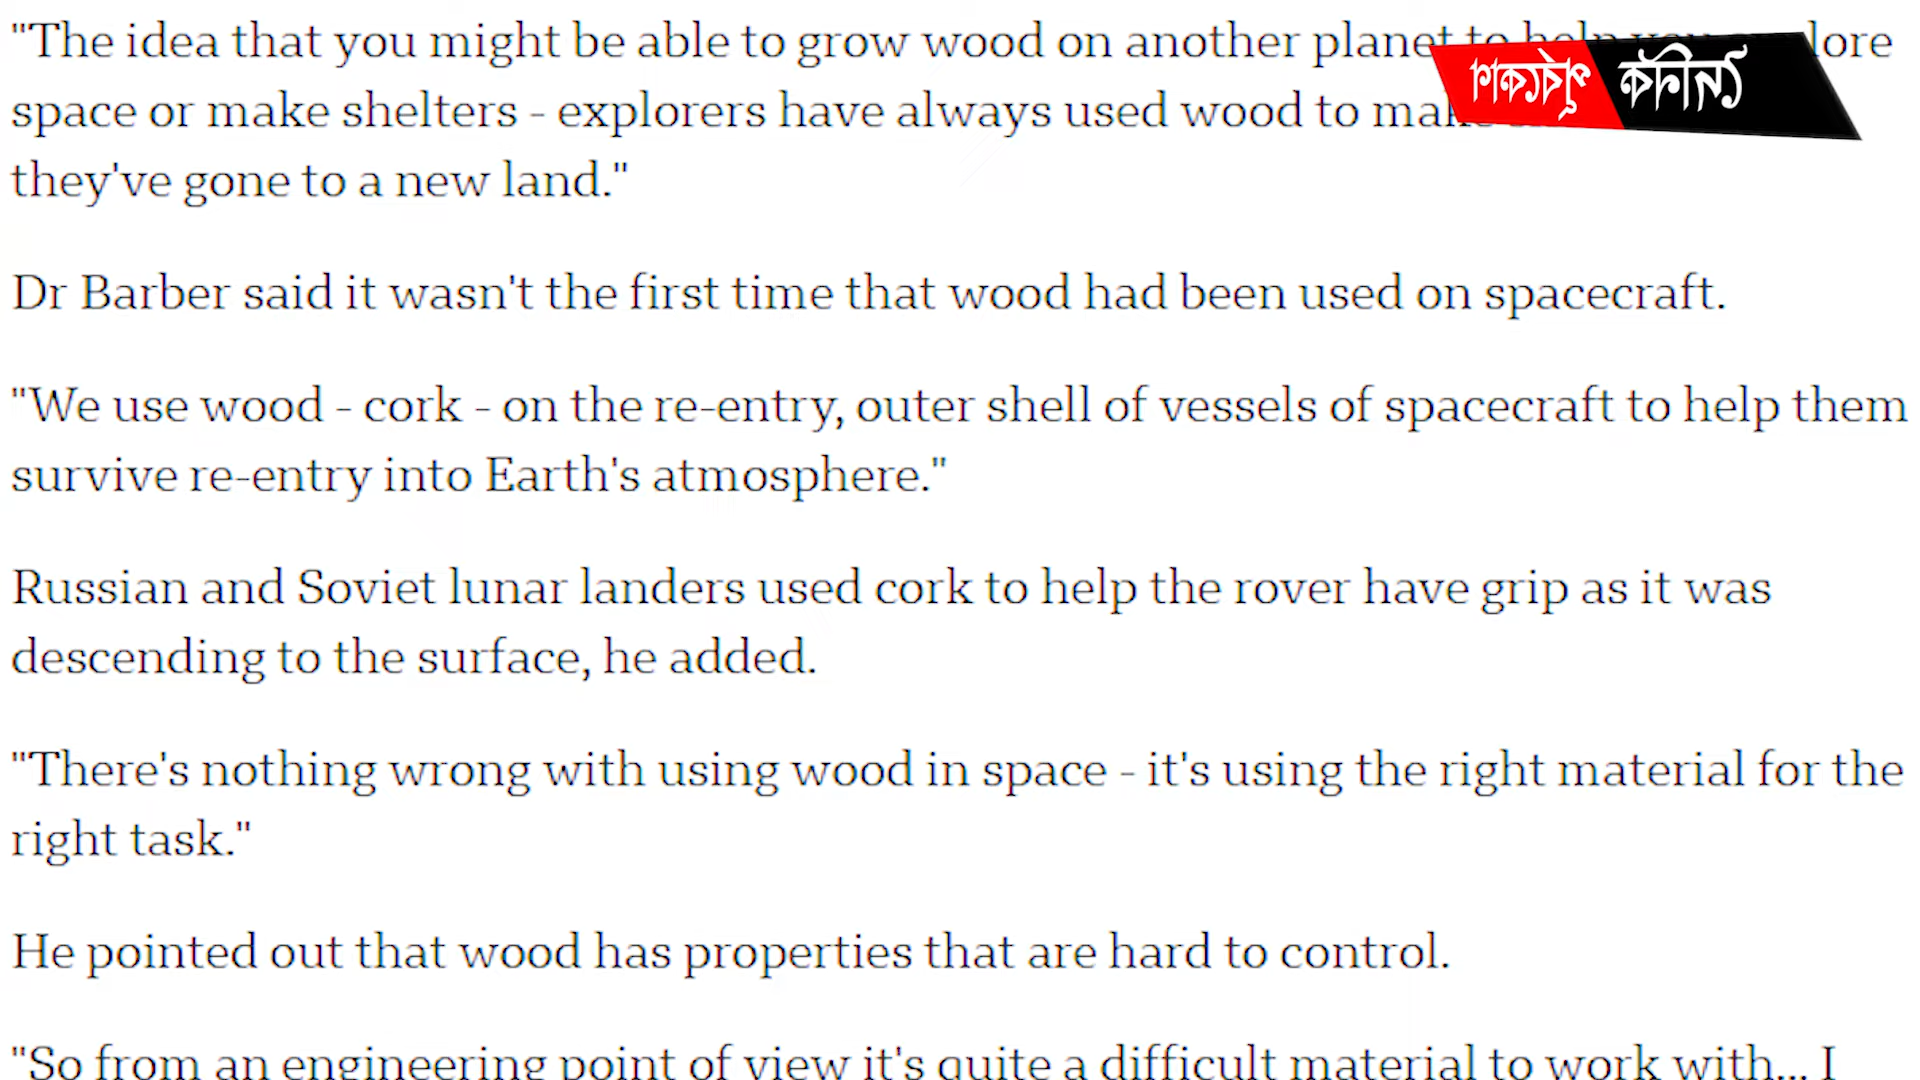 "The idea that you might be able to grow wood on another planet to help you explore
space or make shelters - explorers have always used wood to make
they've gone to a new land."
Dr Barber said it wasn't the first time that wood had been used on spacecraft.
"We use wood - cork - on the re-entry, outer shell of vessels of spacecraft to help them
survive re-entry into Earth's atmosphere."
Russian and Soviet lunar landers used cork to help the rover have grip as it was
descending to the surface, he added.
"There's nothing wrong with using wood in space - it's using the right material for the
right task."
He pointed out that wood has properties that are hard to control.
"So from an engineering point of view it's quite a difficult material to work with... I